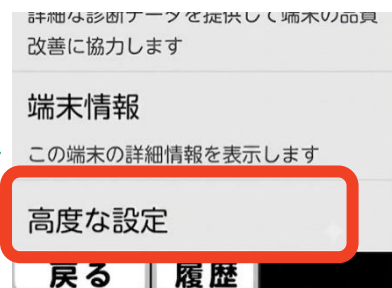 詳細な診断データを提供して端末の品質
改善に協力します
端末情報
この端末の詳細情報を表示します
高度な設定
戻る 履歴